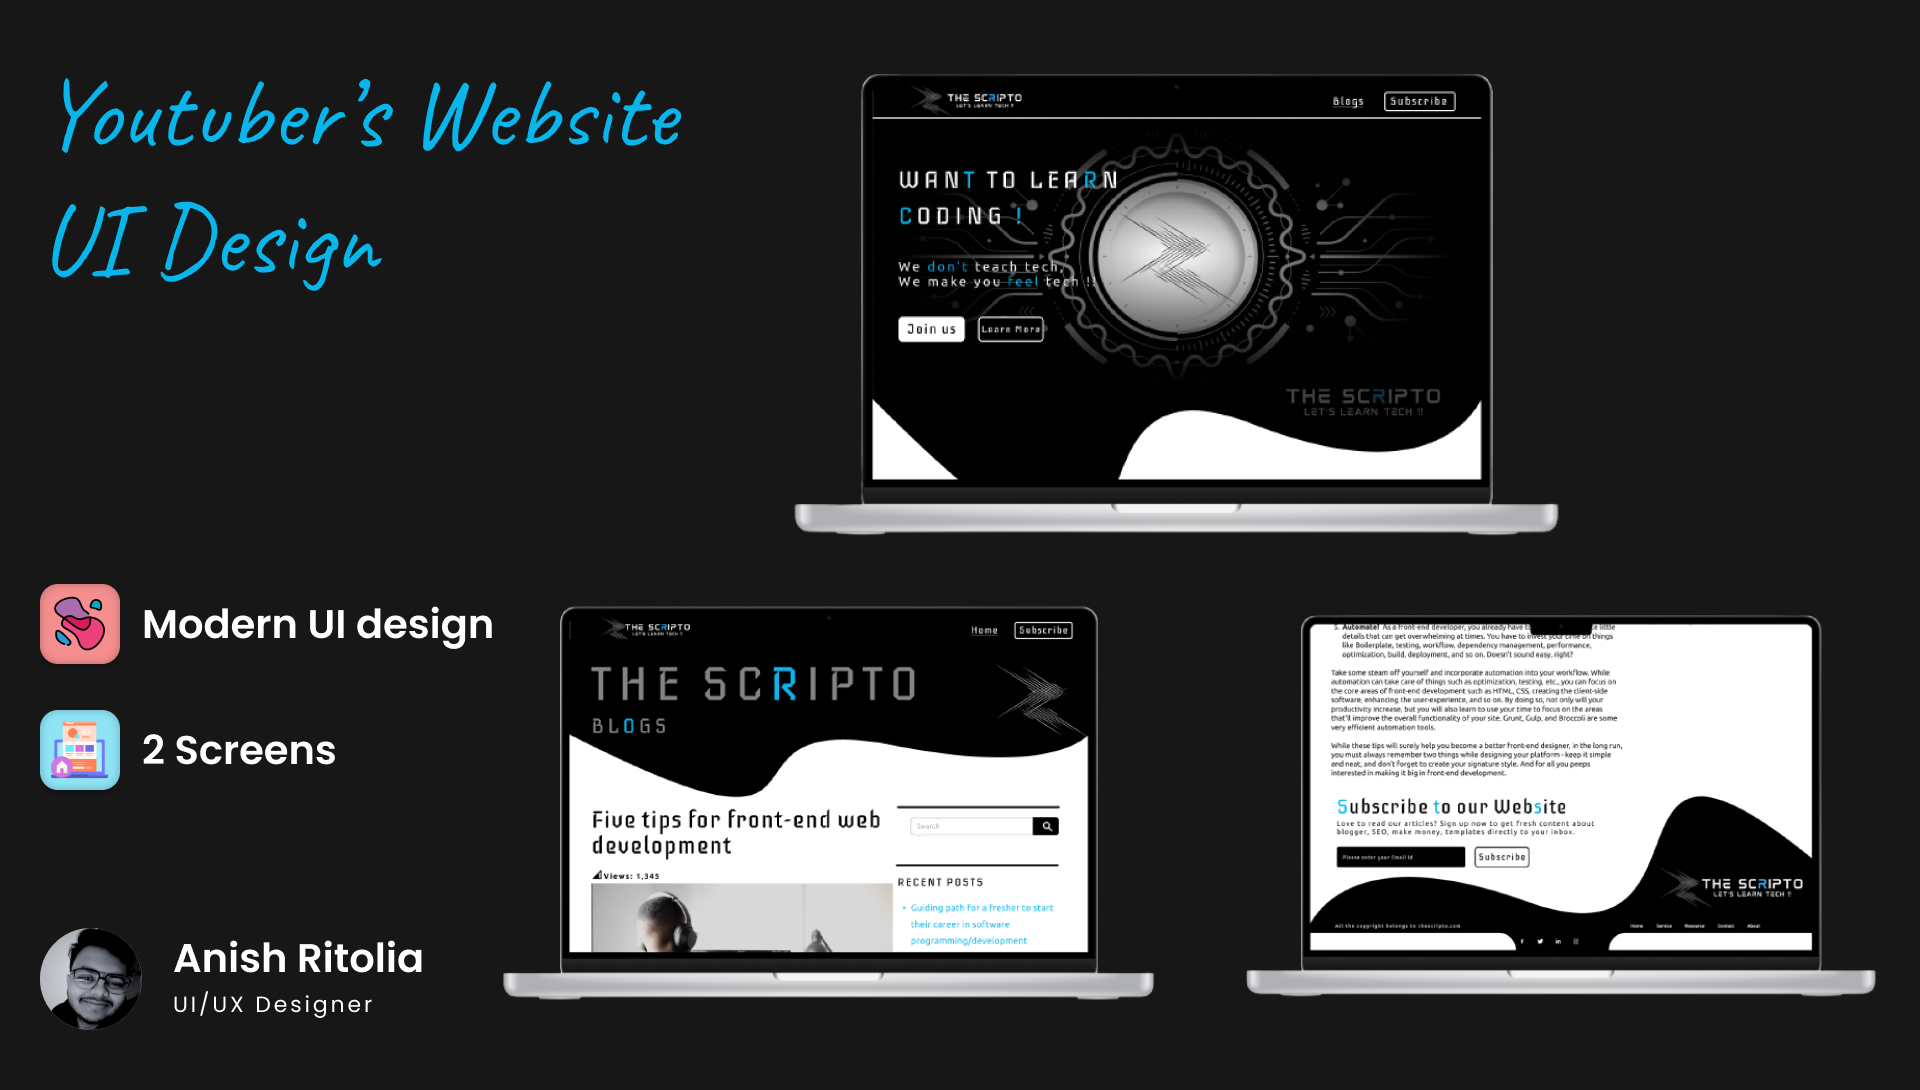 Youtuber's Website
UI Design
Modern UI design
2 Screens
Anish Ritolia
UI/UX Designer
THE SCRIPTO
LET'S LEARN TECH !!
Blogs
Subscribe
WANT TO LEARN
CODING !
We don't teach tech,
We make you feel tech !!
Join us
Learn More
THE SCRIPTO
LET'S LEARN TECH !!
THE SCRIPTO
LET'S LEARN TECH !!
Home
Subscribe
THE SCRIPTO
BLOGS
Five tips for front-end web
development
Views: 1,345
Search
RECENT POSTS
Guiding path for a fresher to start
their career in software
programming/development
5. Automate! As a front-end developer, you already have t
e little
details that can get overwhelming at times. You have to invest your time on things
like Boilerplate, testing, workflow, dependency management, performance,
optimization, build, deployment, and so on. Doesn't sound easy, right?
Take some steam off yourself and incorporate automation into your workflow. While
automation can take care of things such as optimization, testing, etc., you can focus on
the core areas of front-end development such as HTML, CSS, creating the client-side
software, enhancing the user-experience, and so on. By doing so, not only will your
productivity increase, but you will also learn to use your time to focus on the areas
that'll improve the overall functionality of your site. Grunt, Gulp, and Broccoli are some
very efficient automation tools.
While these tips will surely help you become a better front-end designer, in the long run,
you must always remember two things while designing your platform - keep it simple
and neat, and don't forget to create your signature style. And for all you peeps
interested in making it big in front-end development.
Subscribe to our Website
Love to read our articles? Sign up now to get fresh content about
blogger, SEO, make money, templates directly to your inbox.
Please enter your Email Id
Subscribe
THE SCRIPTO
LET'S LEARN TECH !!
All the copyright belongs to thescripto.com
Home Service Resource Contact About